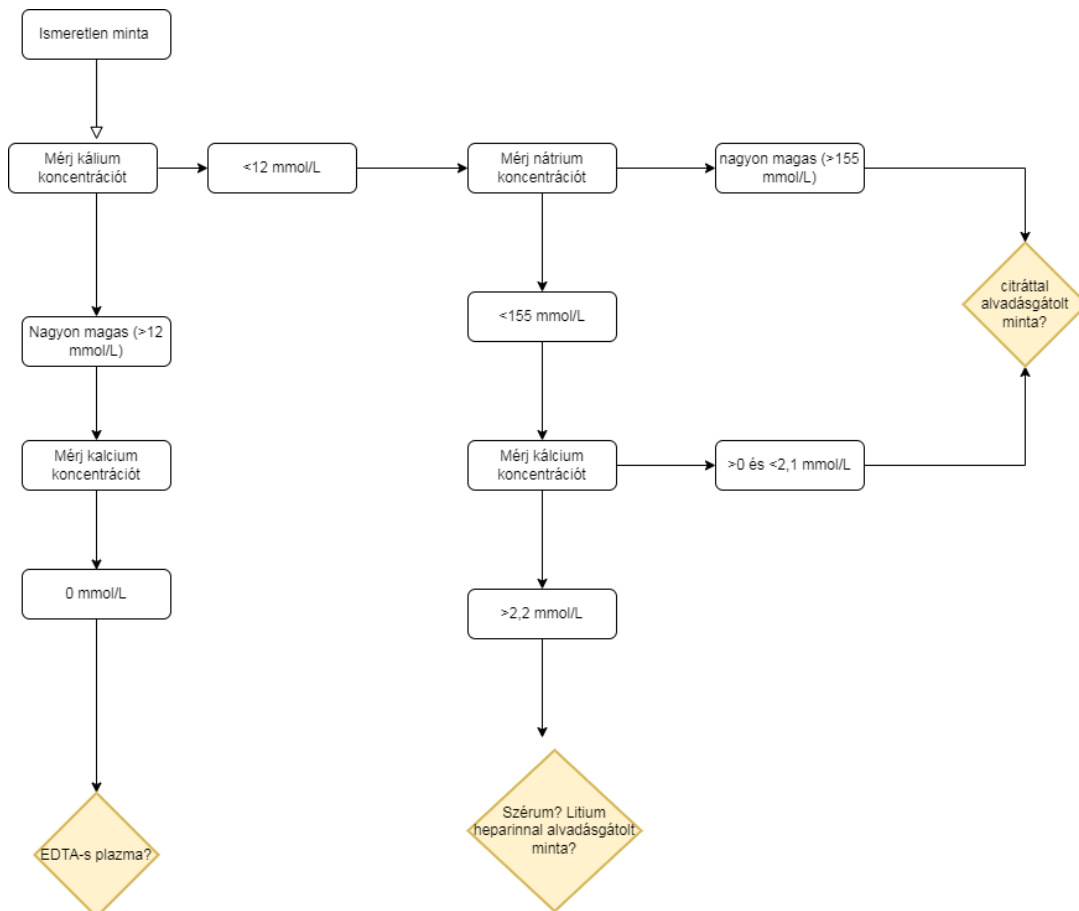 Ismeretlen minta
Mérj kálium
koncentrációt
<12 mmol/L
Mérj nátrium
koncentrációt
nagyon magas (>155
mmol/L)
citráttal
alvadásgátolt
minta?
Nagyon magas (>12
mmol/L)
<155 mmol/L
Mérj kalcium
koncentrációt
Mérj kálcium
koncentrációt
>0 és <2,1 mmol/L
0 mmol/L
>2,2 mmol/L
Szérum? Lítium
heparinnal alvadásgátolt
minta?
EDTA-s plazma?